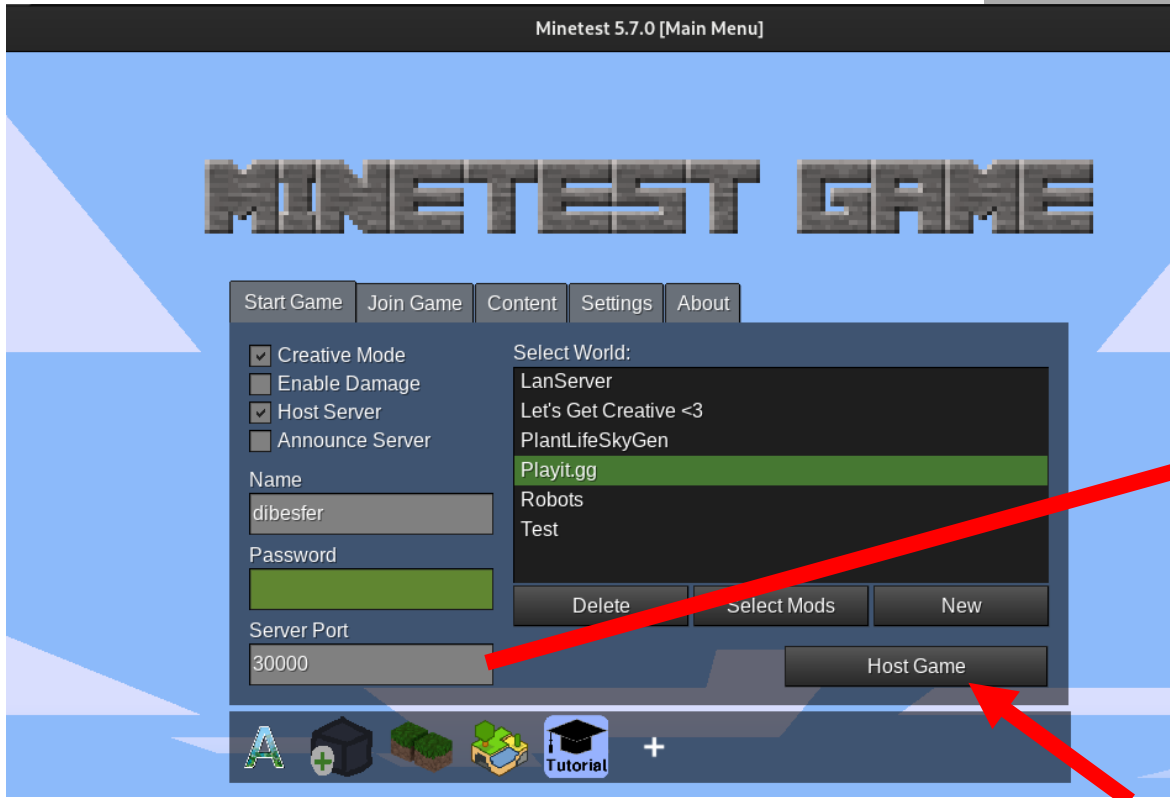 Minetest 5.7.0 [Main Menu]
MINETEST GAME
Start Game Join Game Content Settings About
Creative Mode
Enable Damage
Host Server
Announce Server
Name
dibesfer
Password
Server Port
30000
Select World:
LanServer
Let's Get Creative <3
PlantLifeSkyGen
Playit.gg
Robots
Test
Delete Select Mods New
Host Game
A
Tutorial
+